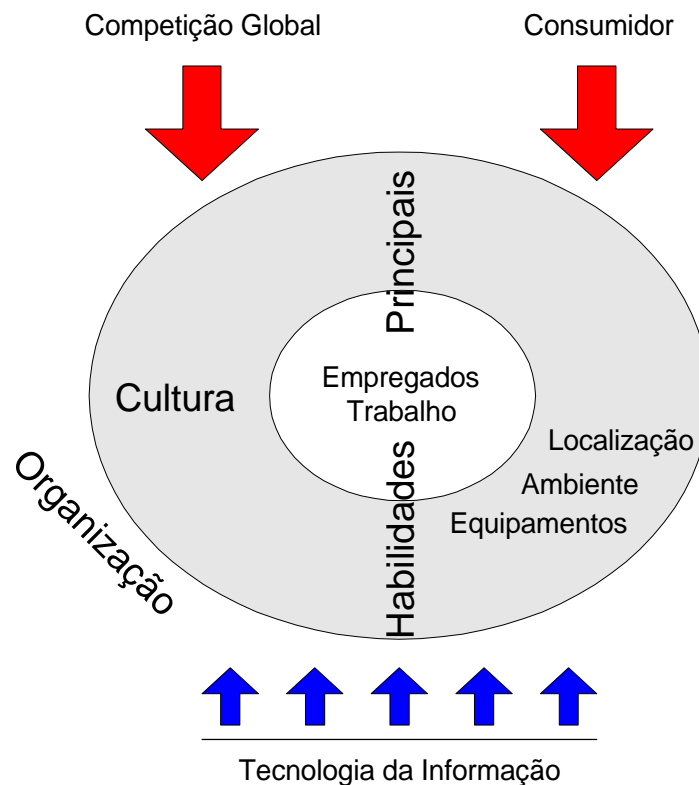 Competição Global
Consumidor
Principais
Empregados
Trabalho
Cultura
Localização
Ambiente
Equipamentos
Habilidades
Organização
Tecnologia da Informação